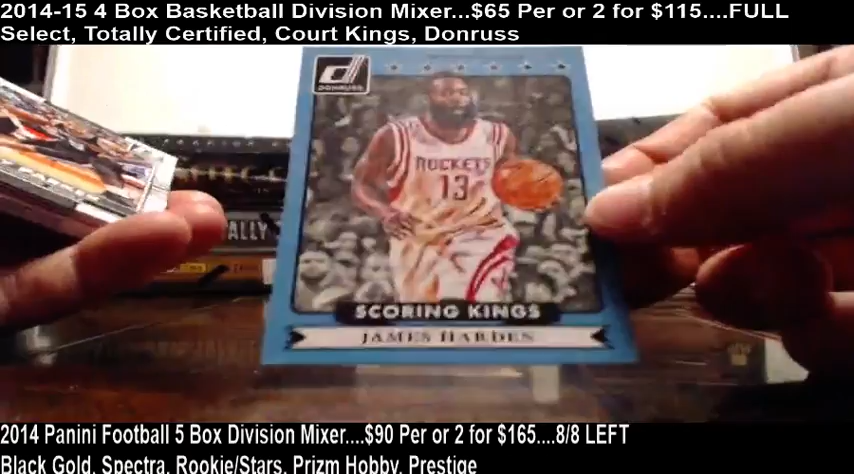 2014-15 4 Box Basketball Division Mixer...$65 Per or 2 for $115....FULL
Select, Totally Certified, Court Kings, Donruss
DONRUSS
ROCKETS
13
TALLY
SCORING KINGS
JAMES HARDEN
2014 Panini Football 5 Box Division Mixer....$90 Per or 2 for $165....8/8 LEFT
Black Gold, Spectra, Rookie/Stars, Prizm Hobby, Prestige